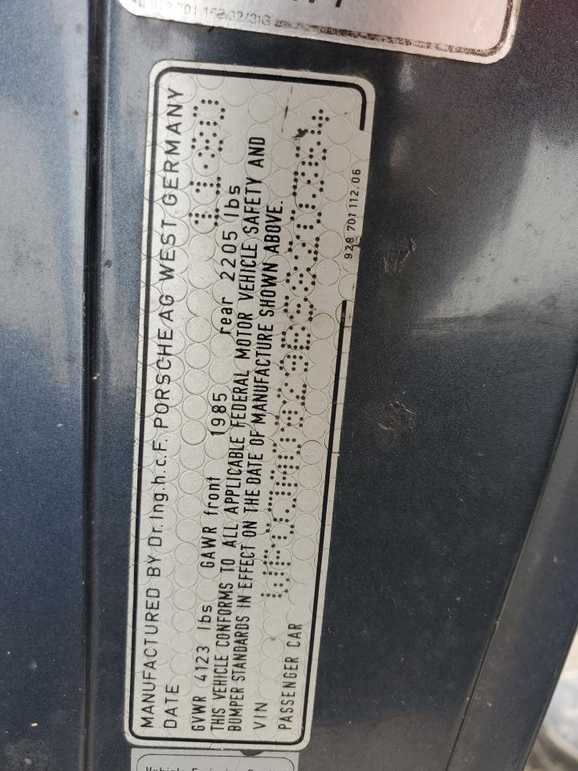 MANUFACTURED BY Dr. Ing. h. c. F. PORSCHE AG WEST GERMANY
DATE
GVWR 4123 lbs GAWR front 1985 rear 2205 lbs
THIS VEHICLE CONFORMS TO ALL APPLICABLE FEDERAL MOTOR VEHICLE SAFETY AND
BUMPER STANDARDS IN EFFECT ON THE DATE OF MANUFACTURE SHOWN ABOVE.
VIN
PASSENGER CAR
928 701 112.06